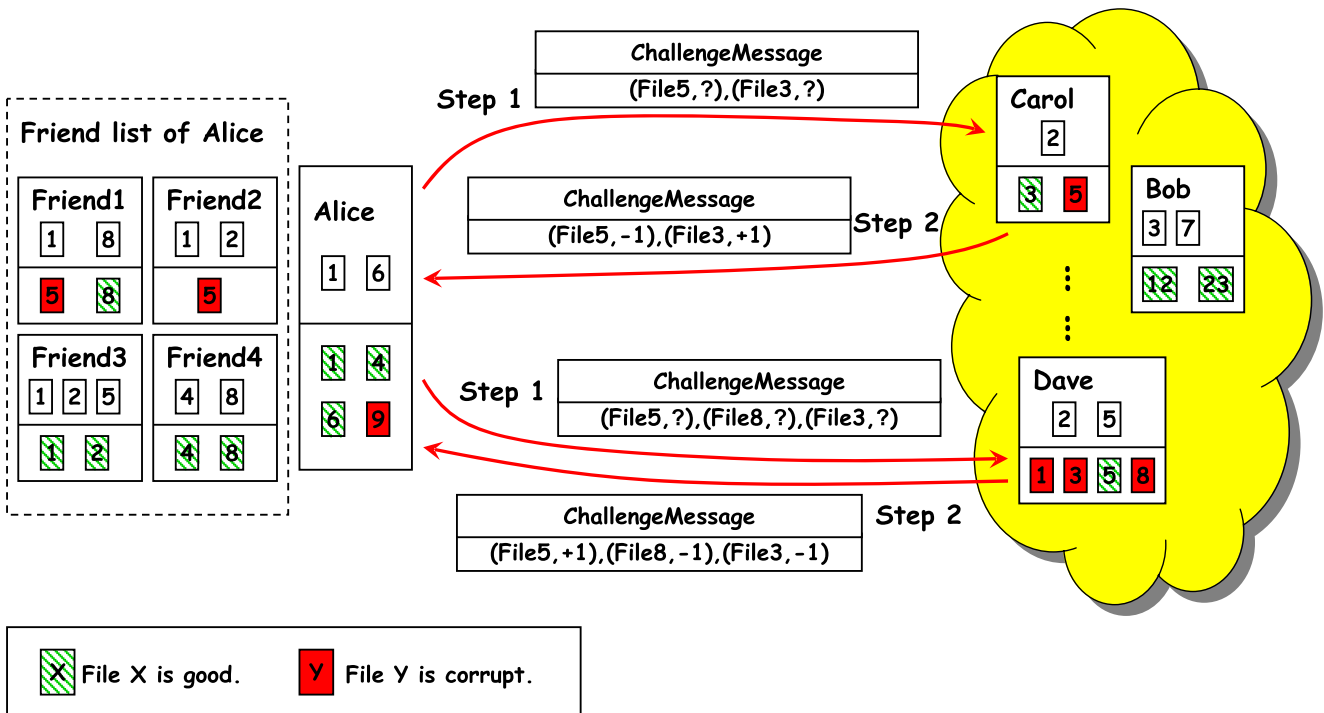 ChallengeMessage
(File5,?),(File3,?)
Step 1
Carol
2
3 5
Friend list of Alice
Friend1
1 8
5 8
Friend2
1 2
5
Friend3
1 2 5
1 2
Friend4
4 8
4 8
Alice
1 6
1 4
6 9
ChallengeMessage
(File5,-1),(File3,+1)
Step 2
Bob
3 7
12 23
Step 1
ChallengeMessage
(File5,?),(File8,?),(File3,?)
Dave
2 5
1 3 5 8
ChallengeMessage
(File5,+1),(File8,-1),(File3,-1)
Step 2
X File X is good.
Y File Y is corrupt.